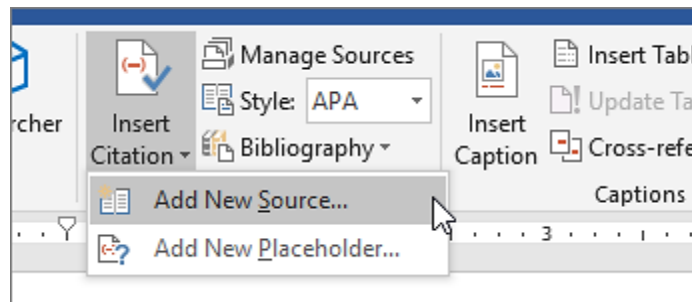 Manage Sources
Insert
Style: APA
rcher
Insert Citation
Bibliography
Insert Caption
Update Ta
Cross-refe
Captions
Add New Source...
Add New Placeholder...
3